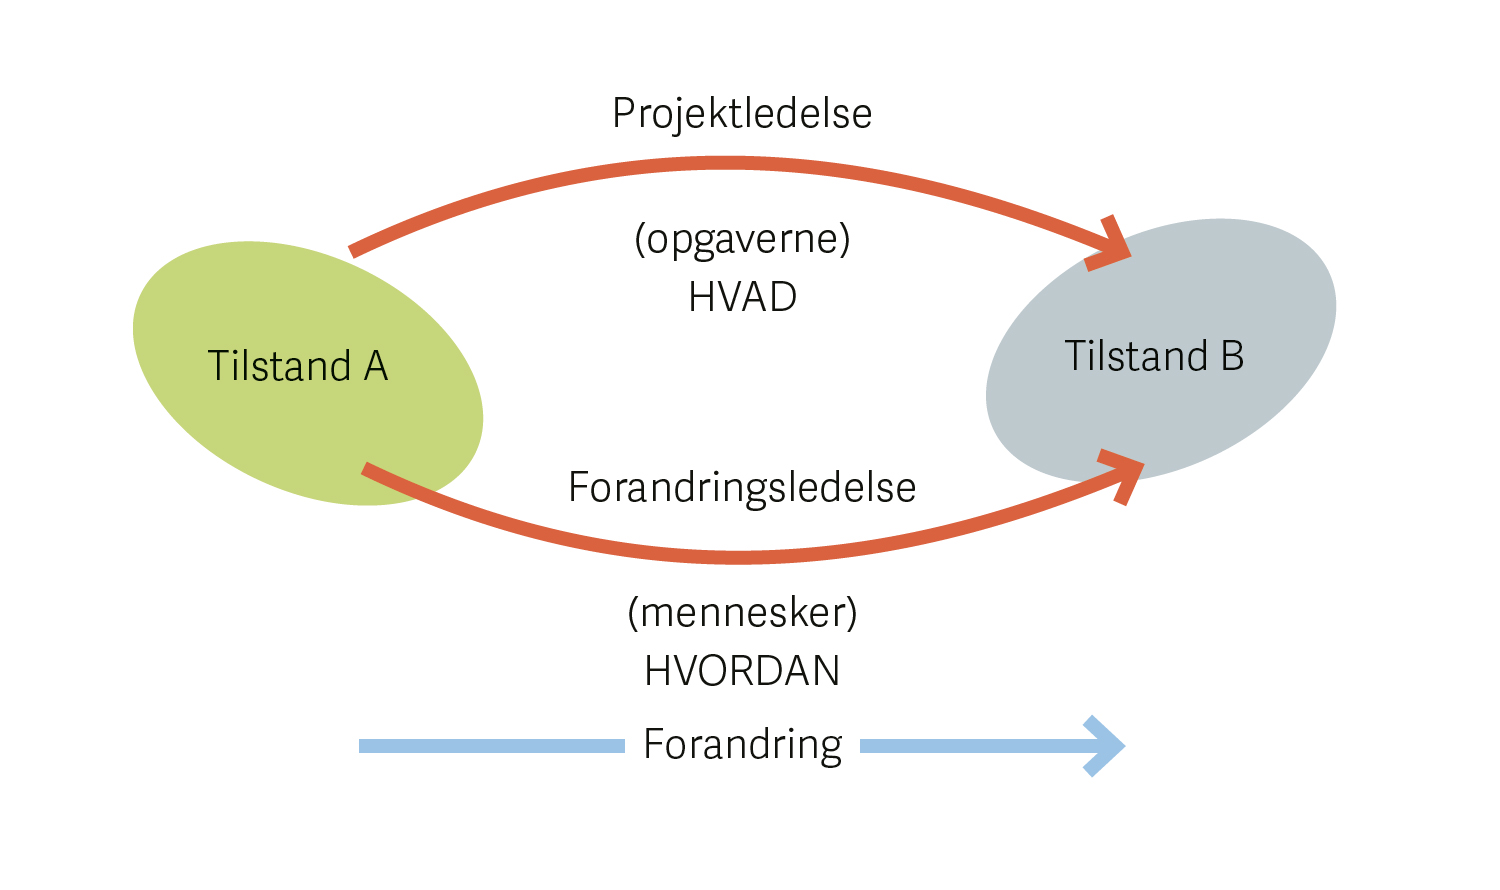 Projektledelse
(opgaverne)
HVAD
Tilstand A
Tilstand B
Forandringsledelse
(mennesker)
HVORDAN
Forandring